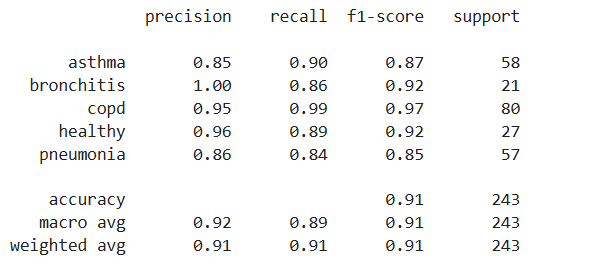 precision recall f1-score support
asthma 0.85 0.90 0.87 58
bronchitis 1.00 0.86 0.92 21
copd 0.95 0.99 0.97 80
healthy 0.96 0.89 0.92 27
pneumonia 0.86 0.84 0.85 57
accuracy 0.91 243
macro avg 0.92 0.89 0.91 243
weighted avg 0.91 0.91 0.91 243